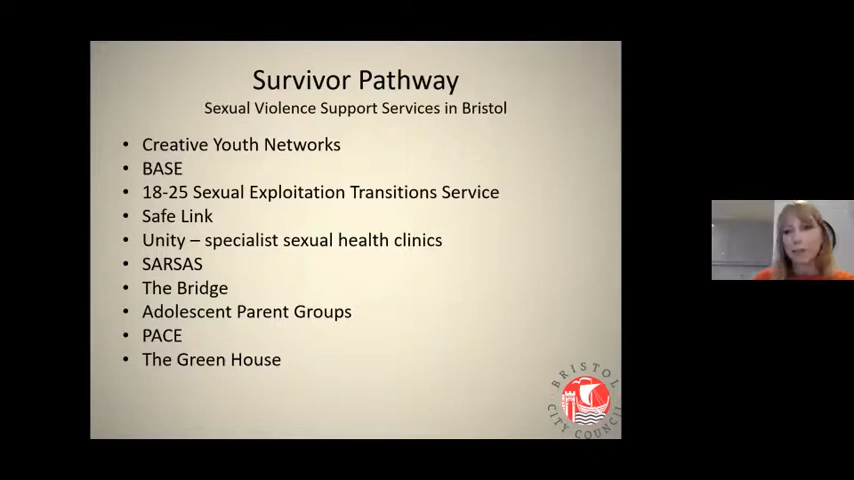 Survivor Pathway
Sexual Violence Support Services in Bristol
• Creative Youth Networks
• BASE
• 18-25 Sexual Exploitation Transitions Service
• Safe Link
• Unity – specialist sexual health clinics
• SARSAS
• The Bridge
• Adolescent Parent Groups
• PACE
• The Green House
BRISTOL
CITY COUNCIL